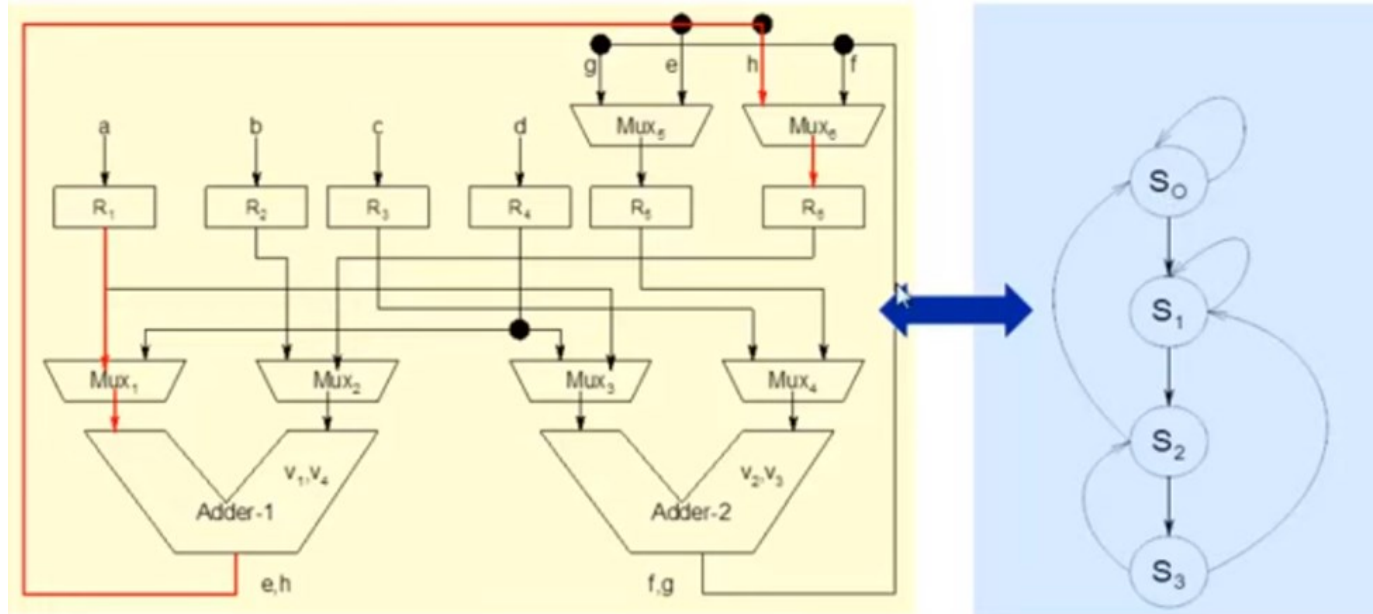 g e h f
Mux₅ Mux₆
a b c d
R₁ R₂ R₃ R₄ R₅ R₆
Mux₁ Mux₂ Mux₃ Mux₄
v₁,v₄ v₂,v₃
Adder-1 Adder-2
e,h f,g
S₀
S₁
S₂
S₃